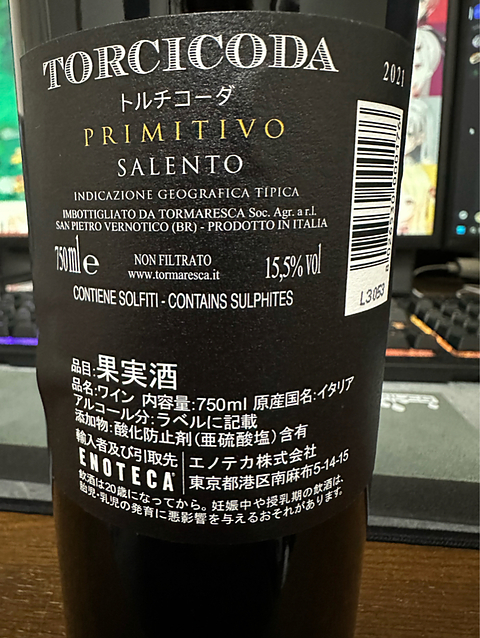 TORCICODA
2021
トルチコーダ
PRIMITIVO
SALENTO
INDICAZIONE GEOGRAFICA TIPICA
IMBOTTIGLIATO DA TORMARESCA Soc. Agr. a r.l.
SAN PIETRO VERNOTICO (BR) - PRODOTTO IN ITALIA
750ml e
NON FILTRATO
www.tormaresca.it
15,5% vol
CONTIENE SOLFITI - CONTAINS SULPHITES
L3053
品目:果実酒
品名:ワイン 内容量:750ml 原産国名:イタリア
アルコール分:ラベルに記載
添加物:酸化防止剤(亜硫酸塩)含有
輸入者及び引取先
ENOTECA
エノテカ株式会社
東京都港区南麻布5-14-15
飲酒は20歳になってから。妊娠中や授乳期の飲酒は、
胎児・乳児の発育に悪影響を与えるおそれがあります。